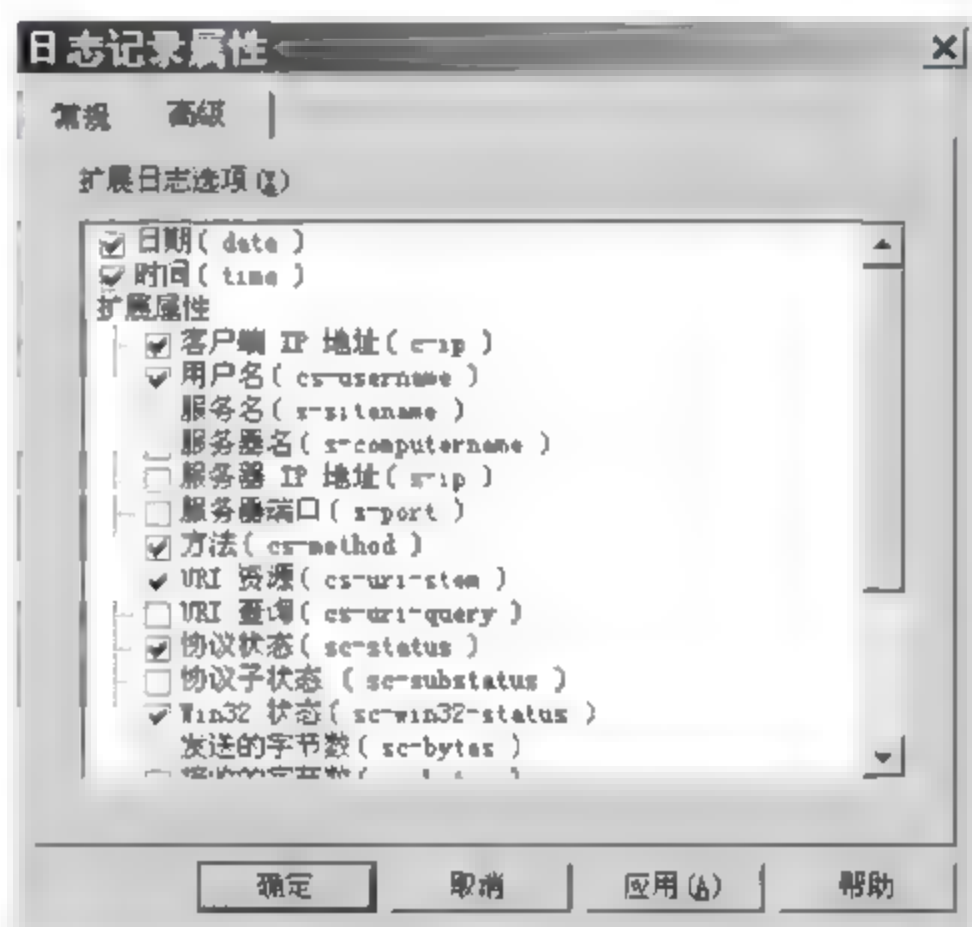 日志记录属性
常规 高级
扩展日志选项(X)
日期( date )
时间( time )
扩展属性
客户端 IP 地址( c-ip )
用户名( cs-username )
服务名( s-sitename )
服务器名( s-computername )
服务器 IP 地址( s-ip )
服务器端口( s-port )
方法( cs-method )
URI 资源( cs-uri-stem )
URI 查询( cs-uri-query )
协议状态( sc-status )
协议子状态 ( sc-substatus )
Win32 状态( sc-win32-status )
发送的字节数( sc-bytes )
确定 取消 应用(A) 帮助